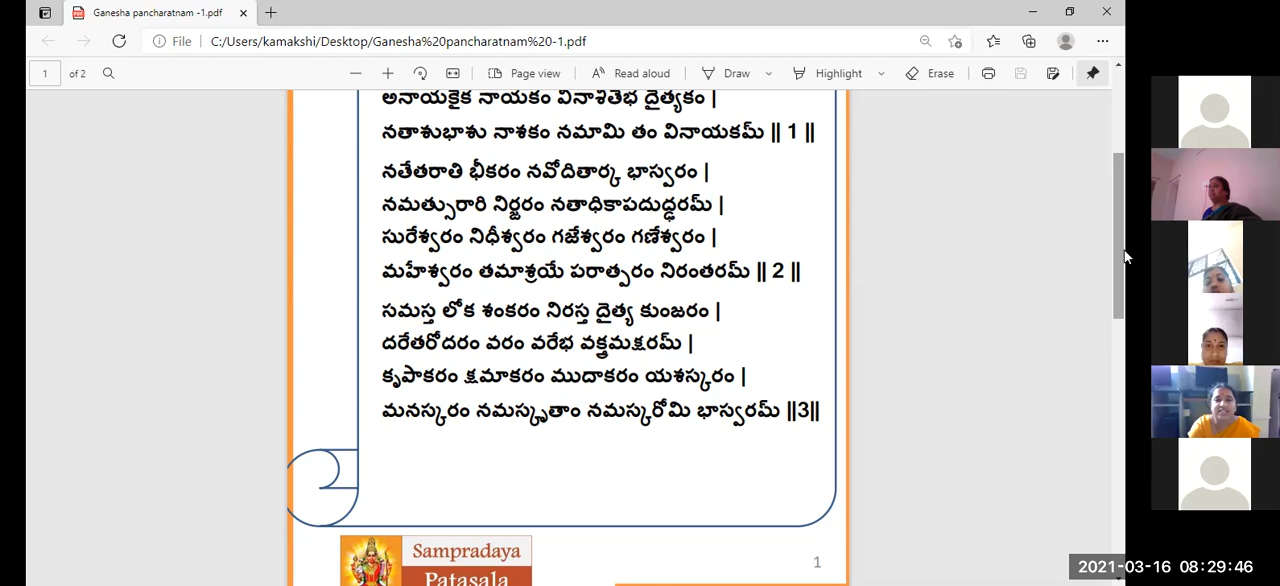 Ganesha pancharatnam -1.pdf
File C:/Users/kamakshi/Desktop/Ganesha%20pancharatnam%20-1.pdf
1 of 2 Page view Read aloud Draw Highlight Erase
అనాయకైక నాయకం వినాశితేభ దైత్యకం |
నతాశుభాశు నాశకం నమామి తం వినాయకమ్ || 1 ||
నతేతరాతి భీకరం నవోదితార్క భాస్వరం |
నమత్సురారి నిర్జరం నతాధికాపదుద్ధరమ్ |
సురేశ్వరం నిధీశ్వరం గజేశ్వరం గణేశ్వరం |
మహేశ్వరం తమాశ్రయే పరాత్పరం నిరంతరమ్ || 2 ||
సమస్త లోక శంకరం నిరస్త దైత్య కుంజరం |
దరేతరోదరం వరం వరేభ వక్త్రమక్షరమ్ |
కృపాకరం క్షమాకరం ముదాకరం యశస్కరం |
మనస్కరం నమస్కృతాం నమస్కరోమి భాస్వరమ్ ||3||
Sampradaya
Patasala
1
2021-03-16 08:29:46